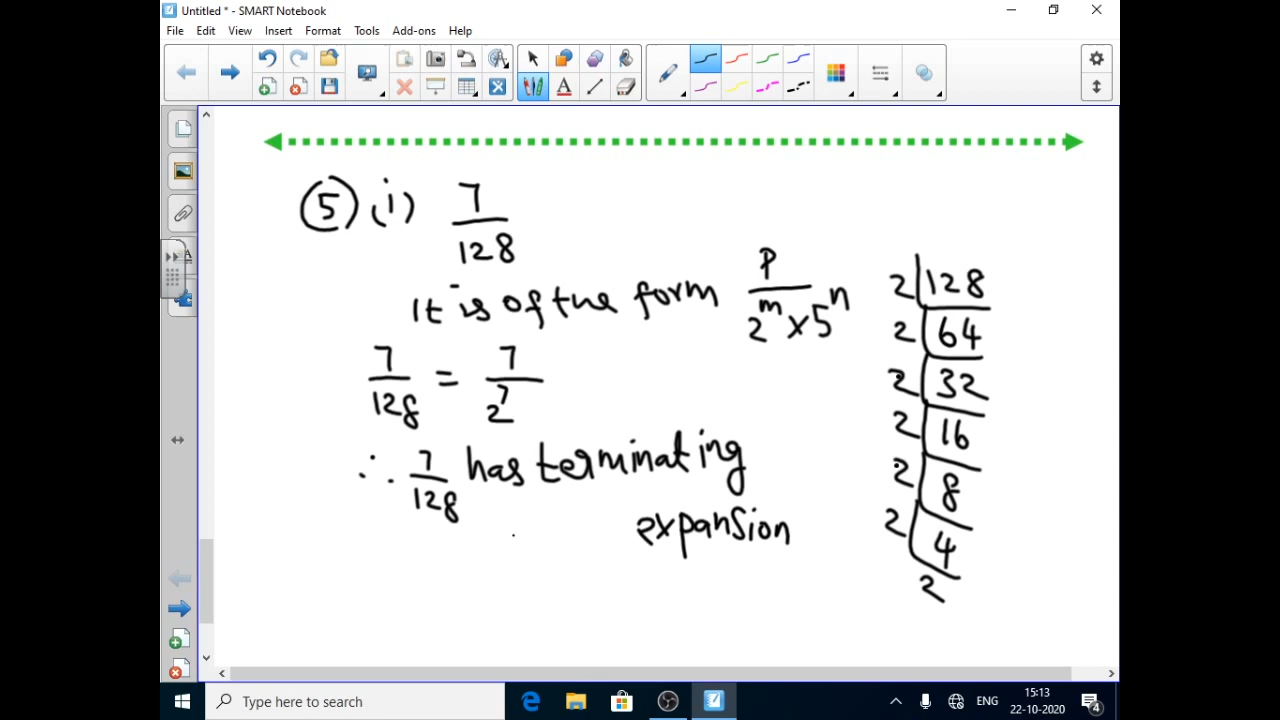 Untitled * - SMART Notebook
File Edit View Insert Format Tools Add-ons Help
⑤ (i) 7/128
It is of the form P/(2^m × 5^n)
7/128 = 7/2^7
∴ 7/128 has terminating
expansion
2 | 128
2 | 64
2 | 32
2 | 16
2 | 8
2 | 4
2
Type here to search
ENG
15:13
22-10-2020
4